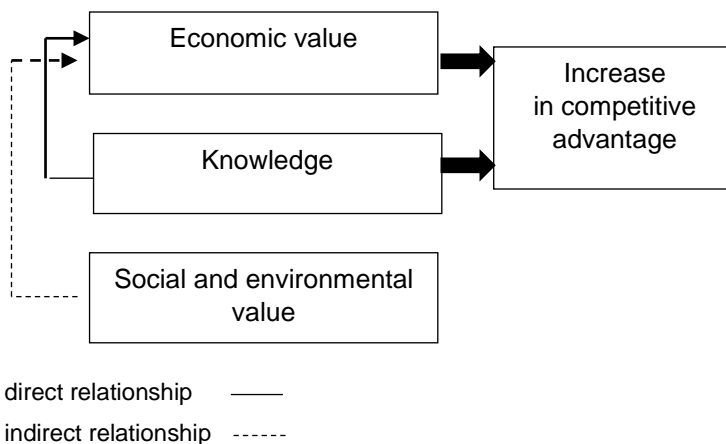 Economic value
Increase
in competitive
advantage
Knowledge
Social and environmental
value
direct relationship
indirect relationship